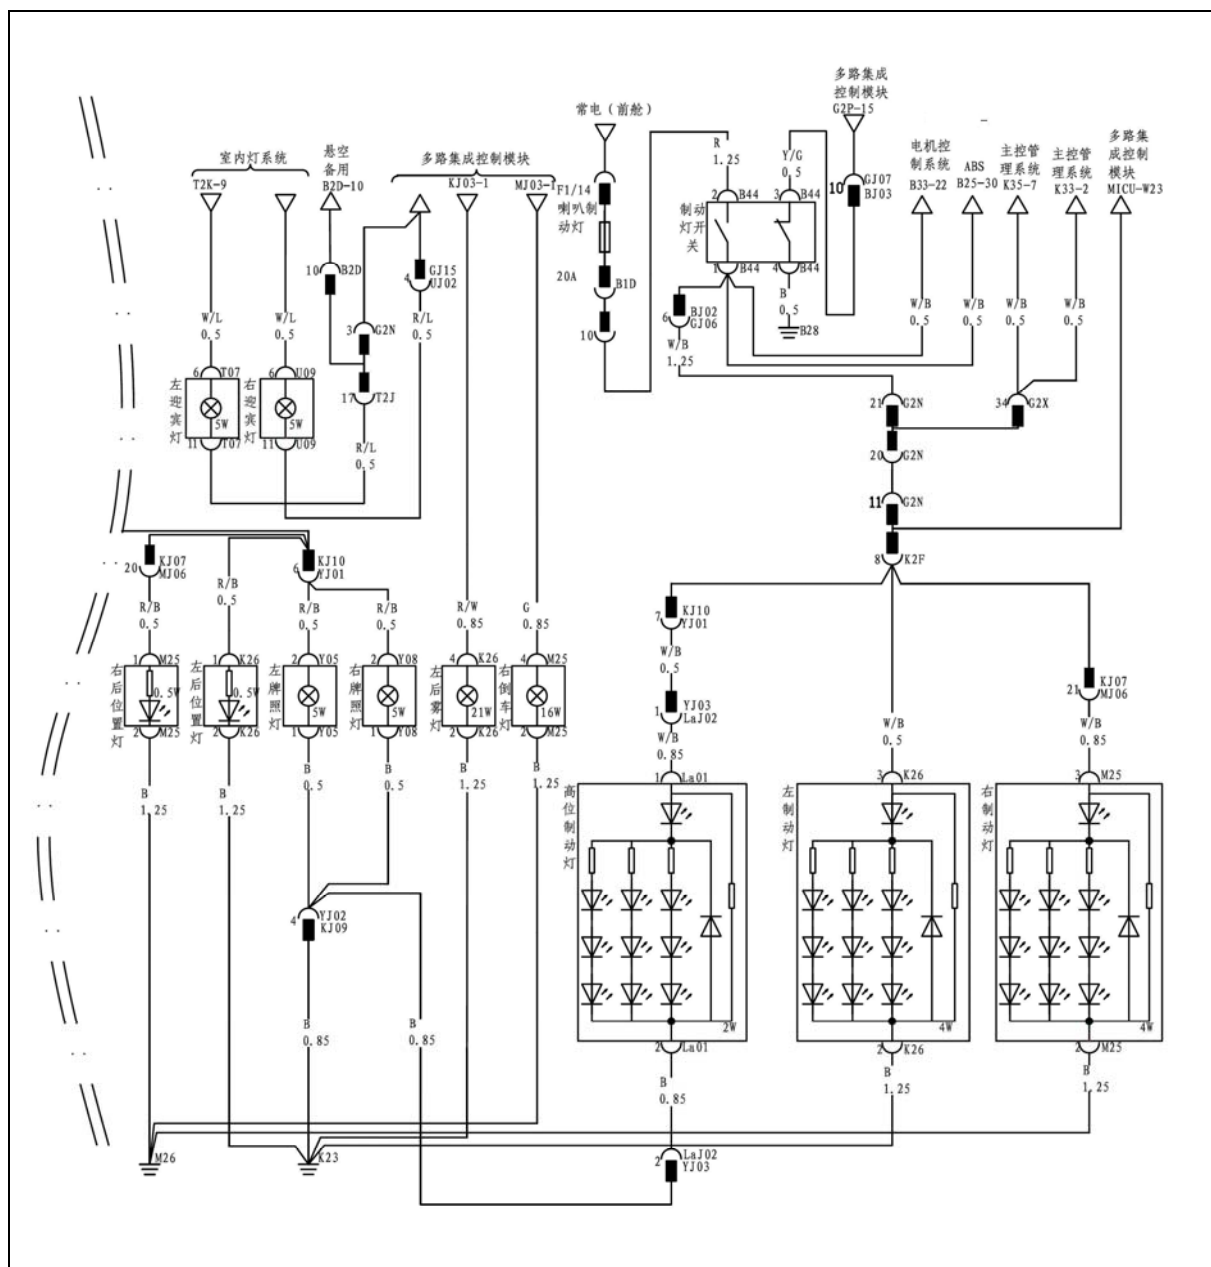 多路集成
控制模块
G2P-15
常电（前舱）
室内灯系统
T2K-9
悬空
备用
B2D-10
多路集成控制模块
KJ03-1
MJ03-1
F1/14
喇叭制
动灯
20A
B1D
10
R
1.25
Y/G
0.5
10
GJ07
BJ03
电机控
制系统
B33-22
ABS
B25-30
主控管
理系统
K35-7
主控管
理系统
K33-2
多路集
成控制
模块
MICU-W23
制动
灯开
关
2
B44
3
B44
1
B44
4
B44
B
0.5
B28
10
B2D
4
GJ15
UJ02
3
G2N
17
T2J
W/L
0.5
W/L
0.5
R/L
0.5
R/L
0.5
6
BJ02
GJ06
W/B
1.25
W/B
0.5
W/B
0.5
W/B
0.5
W/B
0.5
左迎宾灯
6
T07
5W
11
T07
右迎宾灯
6
U09
5W
11
U09
21
G2N
34
G2X
20
G2N
11
G2N
8
K2F
20
KJ07
MJ06
6
KJ10
YJ01
R/B
0.5
R/B
0.5
R/B
0.5
R/B
0.5
R/W
0.85
G
0.85
7
KJ10
YJ01
W/B
0.5
1
YJ03
LaJ02
W/B
0.85
W/B
0.5
21
KJ07
MJ06
W/B
0.85
右后位置灯
1
M25
0.5W
2
M25
左后位置灯
1
K26
0.5W
2
K26
左牌照灯
2
Y05
5W
1
Y05
右牌照灯
2
Y08
5W
1
Y08
左后雾灯
4
K26
21W
2
K26
右倒车灯
4
M25
16W
2
M25
B
1.25
B
1.25
B
0.5
B
0.5
B
1.25
B
1.25
高位制动灯
1
La01
2W
2
La01
左制动灯
3
K26
4W
2
K26
右制动灯
3
M25
4W
2
M25
4
YJ02
KJ09
B
0.85
B
0.85
B
0.85
B
1.25
B
1.25
M26
K23
2
LaJ02
YJ03